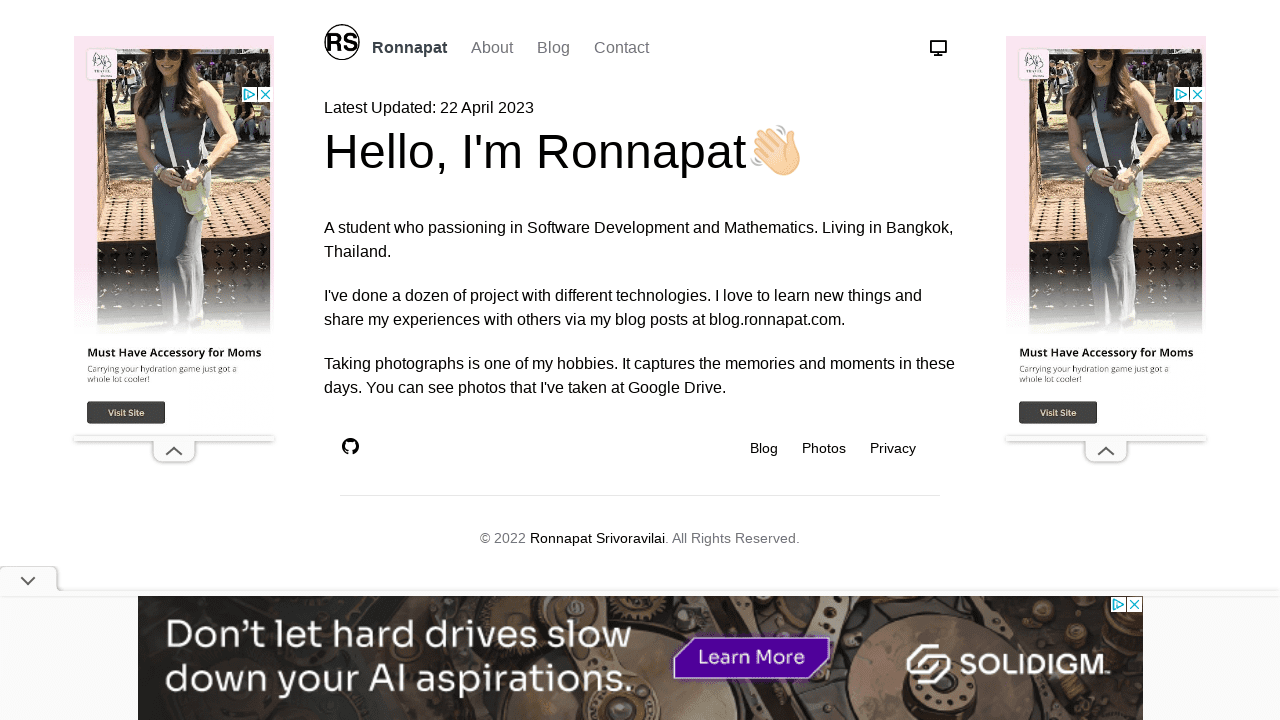 RS
Ronnapat
About
Blog
Contact
Latest Updated: 22 April 2023
Hello, I'm Ronnapat👋🏻
A student who passioning in Software Development and Mathematics. Living in Bangkok,
Thailand.
I've done a dozen of project with different technologies. I love to learn new things and
share my experiences with others via my blog posts at blog.ronnapat.com.
Taking photographs is one of my hobbies. It captures the memories and moments in these
days. You can see photos that I've taken at Google Drive.
Blog
Photos
Privacy
© 2022 Ronnapat Srivoravilai. All Rights Reserved.
TRAVEL
Must Have Accessory for Moms
Carrying your hydration game just got a
whole lot cooler!
Visit Site
TRAVEL
Must Have Accessory for Moms
Carrying your hydration game just got a
whole lot cooler!
Visit Site
Don't let hard drives slow
down your AI aspirations.
Learn More
SOLIDIGM